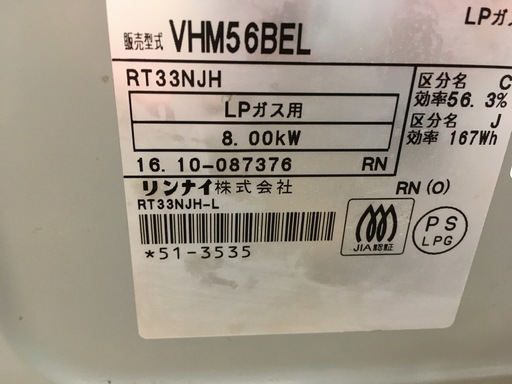 LPガス
販売型式 VHM56BEL
RT33NJH
LPガス用
8.00kW
16.10-087376 RN
リンナイ株式会社
RT33NJH-L
*51-3535
区分名 C
効率56.3%
区分名 J
効率 167Wh
RN(O)
JIA認証
PS
LPG